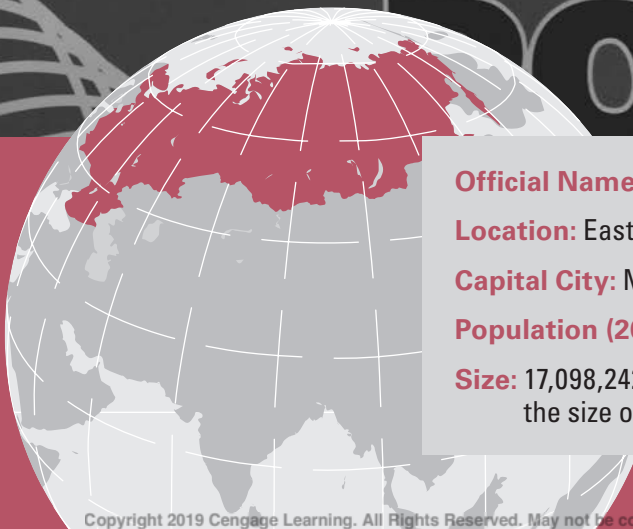 Official Name
Location: East
Capital City: M
Population (20
Size: 17,098,242
the size o
Copyright 2019 Cengage Learning. All Rights Reserved. May not be co